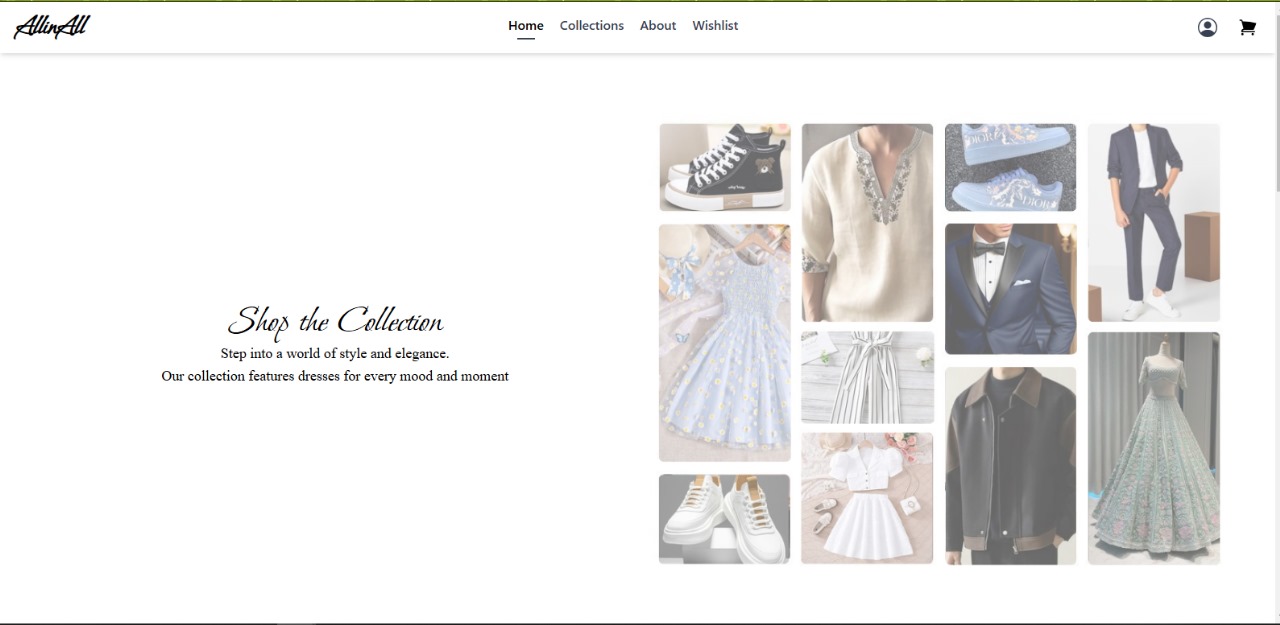 AllinAll
Home Collections About Wishlist
DIOR
DIOR
Shop the Collection
Step into a world of style and elegance.
Our collection features dresses for every mood and moment